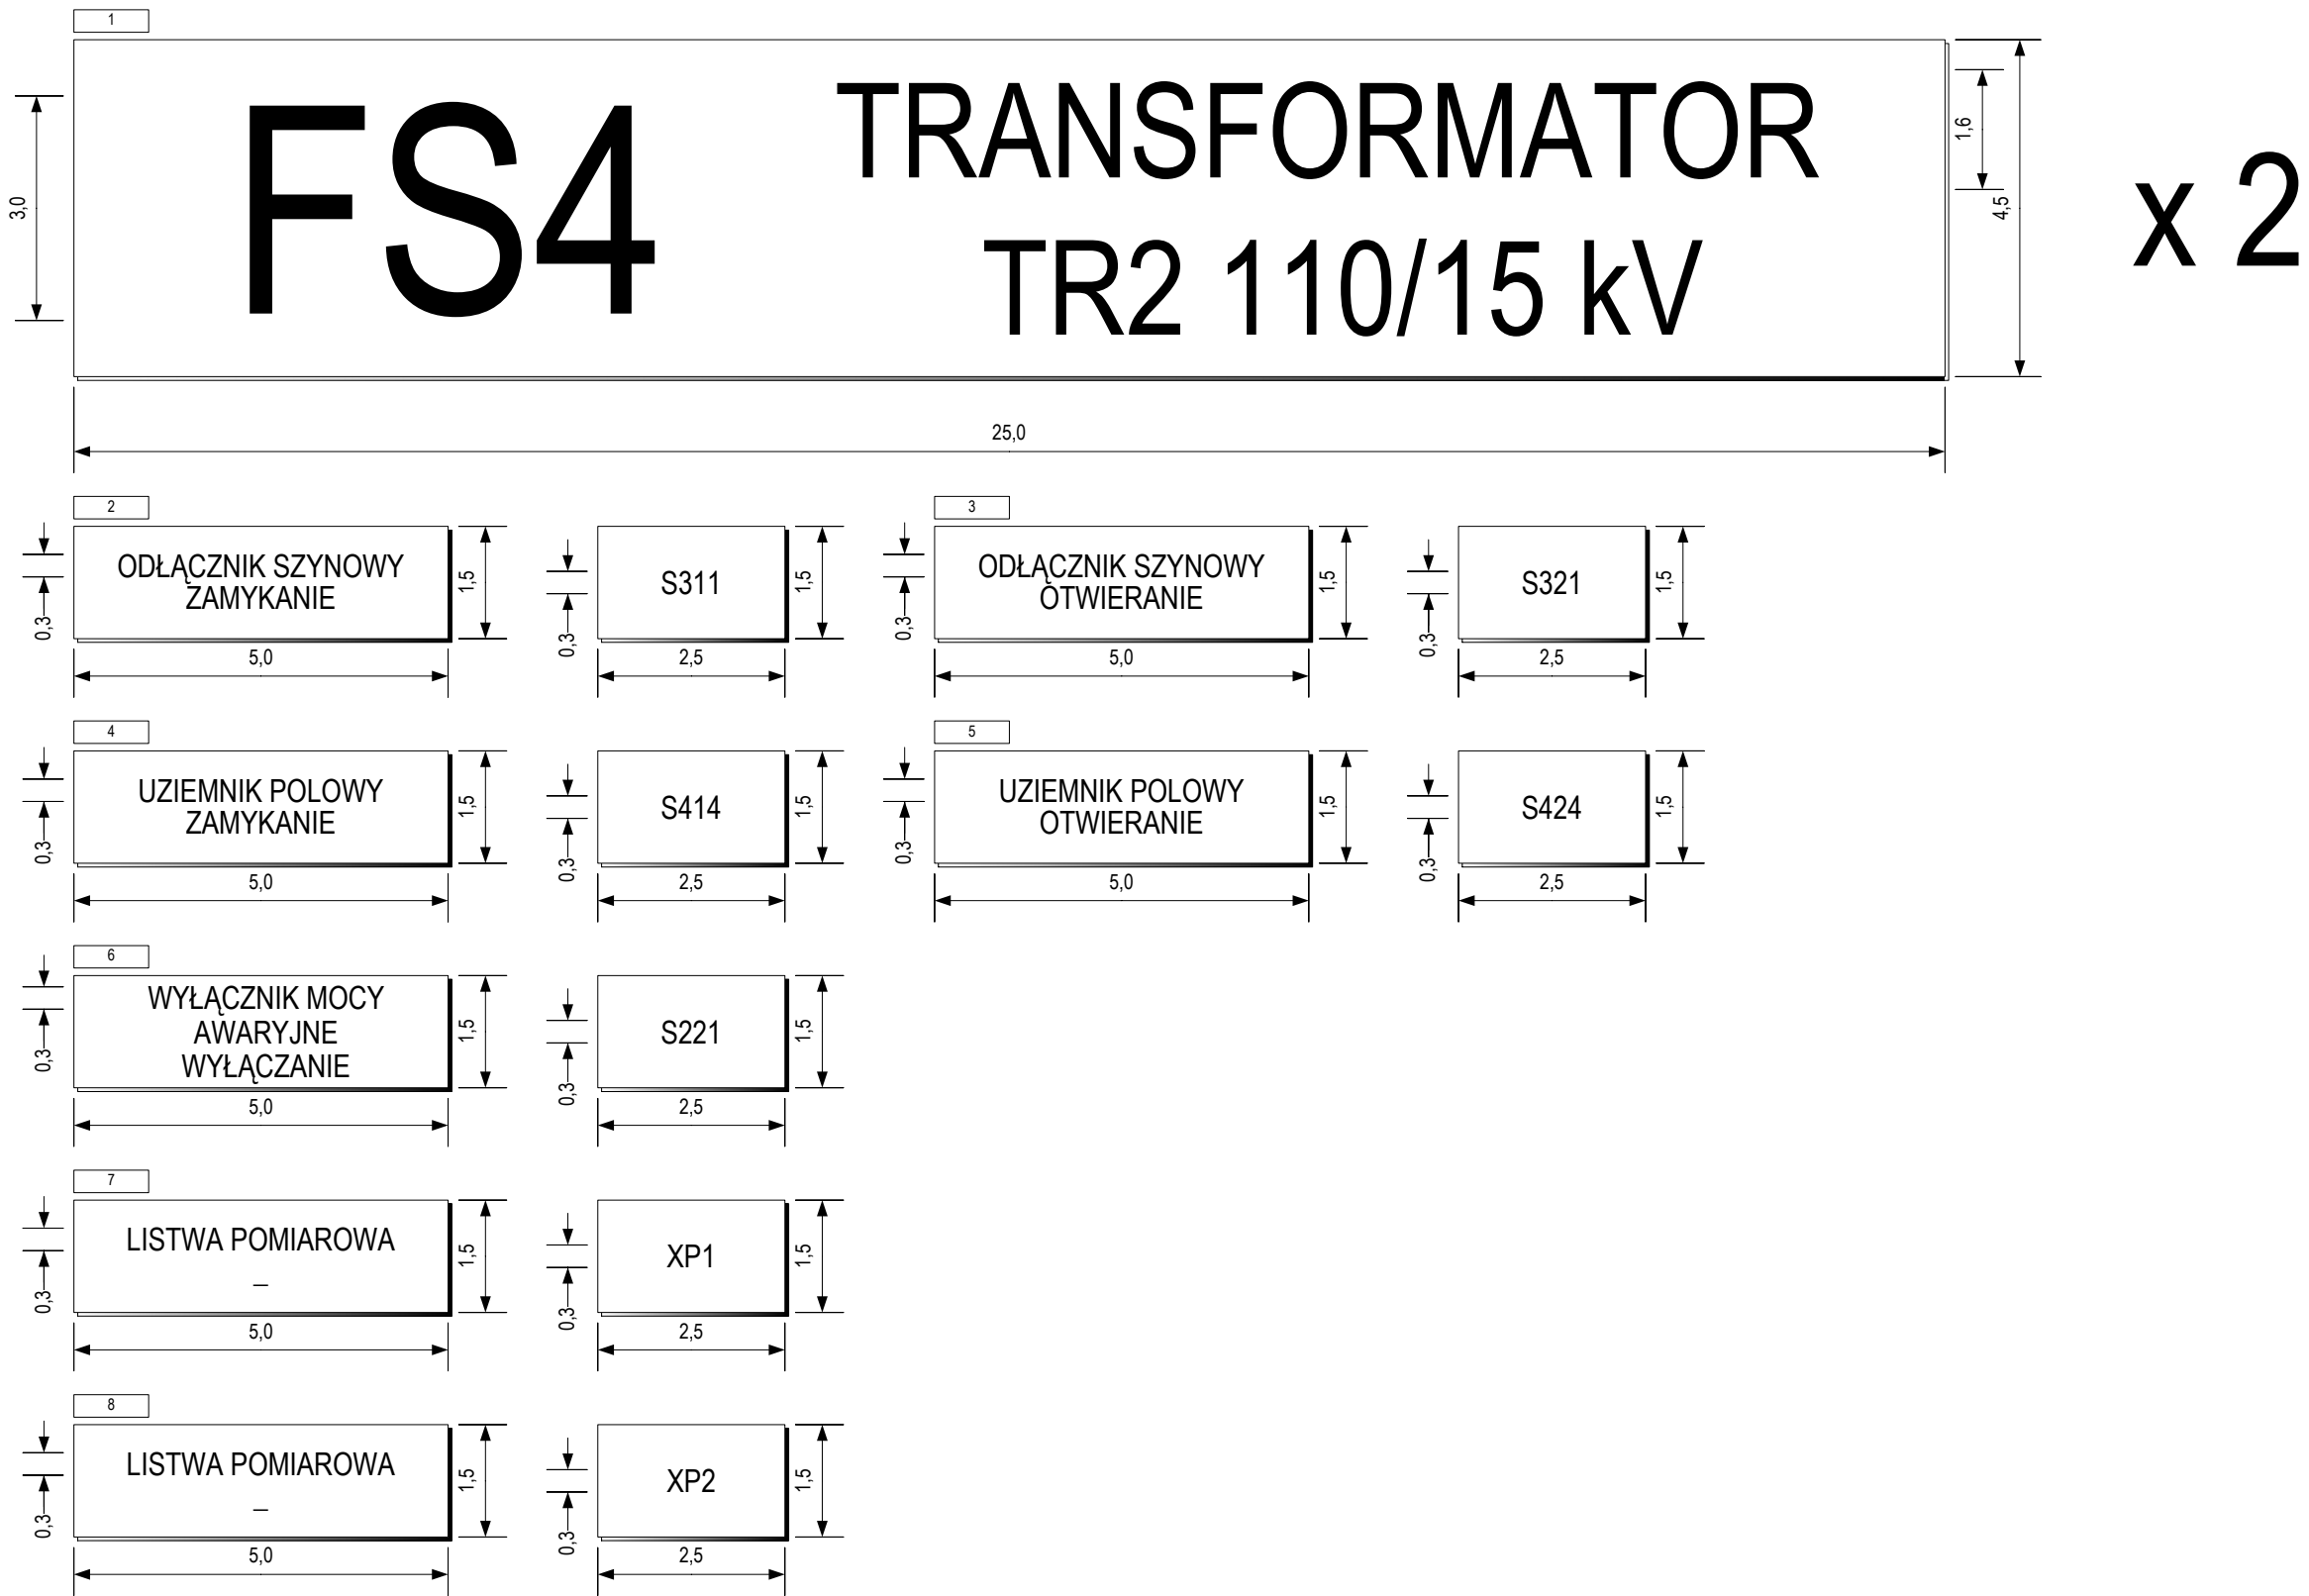 1
FS4
TRANSFORMATOR
TR2 110/15 kV
x 2
3,0
1,6
4,5
25,0
2
ODŁĄCZNIK SZYNOWY
ZAMYKANIE
0,3
1,5
5,0
S311
0,3
1,5
2,5
3
ODŁĄCZNIK SZYNOWY
OTWIERANIE
0,3
1,5
5,0
S321
0,3
1,5
2,5
4
UZIEMNIK POLOWY
ZAMYKANIE
0,3
1,5
5,0
S414
0,3
1,5
2,5
5
UZIEMNIK POLOWY
OTWIERANIE
0,3
1,5
5,0
S424
0,3
1,5
2,5
6
WYŁĄCZNIK MOCY
AWARYJNE
WYŁĄCZANIE
0,3
1,5
5,0
S221
0,3
1,5
2,5
7
LISTWA POMIAROWA
_
0,3
1,5
5,0
XP1
0,3
1,5
2,5
8
LISTWA POMIAROWA
_
0,3
1,5
5,0
XP2
0,3
1,5
2,5